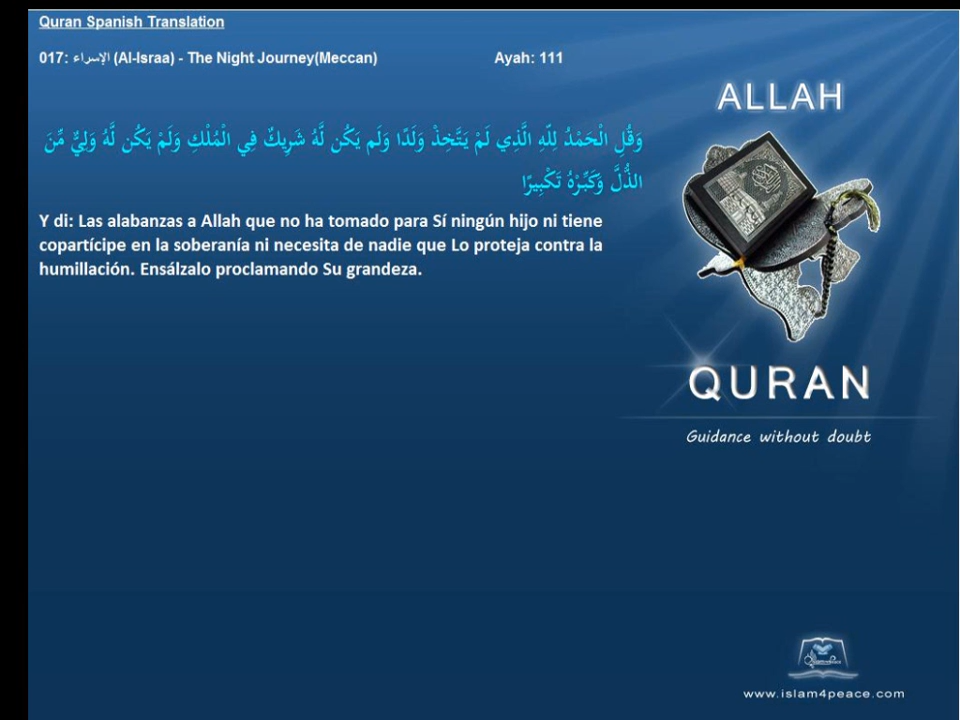 Quran Spanish Translation
017: الإسراء (Al-Israa) - The Night Journey(Meccan) Ayah: 111
وَقُلِ الْحَمْدُ لِلّهِ الَّذِي لَمْ يَتَّخِذْ وَلَدًا وَلَم يَكُن لَّهُ شَرِيكٌ فِي الْمُلْكِ وَلَمْ يَكُن لَّهُ وَلِيٌّ مِّنَ
الذُّلَّ وَكَبِّرْهُ تَكْبِيرًا
Y di: Las alabanzas a Allah que no ha tomado para Sí ningún hijo ni tiene
copartícipe en la soberanía ni necesita de nadie que Lo proteja contra la
humillación. Ensálzalo proclamando Su grandeza.
ALLAH
QURAN
Guidance without doubt
www.islam4peace.com